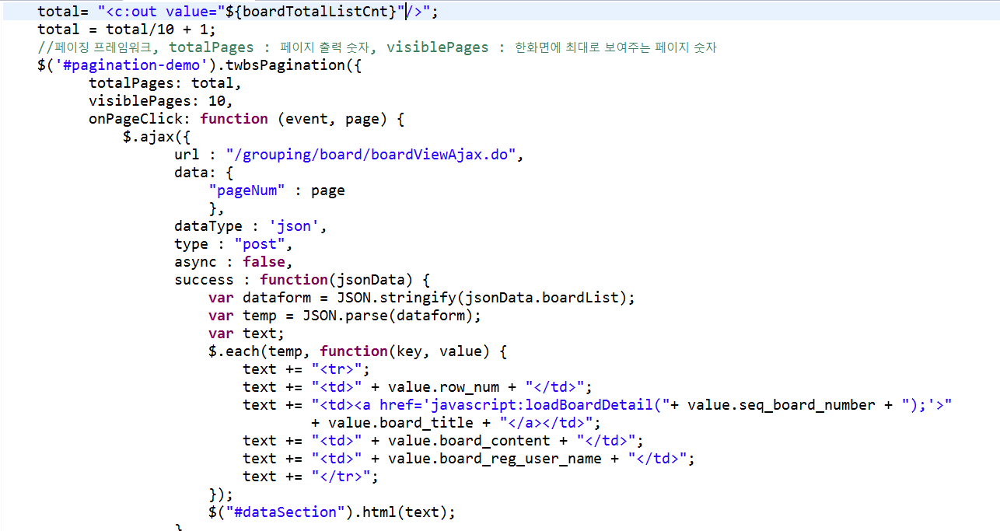 total= "<c:out value="${boardTotalListCnt}"/>";
total = total/10 + 1;
//페이징 프레임워크, totalPages : 페이지 출력 숫자, visiblePages : 한화면에 최대로 보여주는 페이지 숫자
$('#pagination-demo').twbsPagination({
totalPages: total,
visiblePages: 10,
onPageClick: function (event, page) {
$.ajax({
url : "/grouping/board/boardViewAjax.do",
data: {
"pageNum" : page
},
dataType : 'json',
type : "post",
async : false,
success : function(jsonData) {
var dataform = JSON.stringify(jsonData.boardList);
var temp = JSON.parse(dataform);
var text;
$.each(temp, function(key, value) {
text += "<tr>";
text += "<td>" + value.row_num + "</td>";
text += "<td><a href='javascript:loadBoardDetail("+ value.seq_board_number + ");'>"
+ value.board_title + "</a></td>";
text += "<td>" + value.board_content + "</td>";
text += "<td>" + value.board_reg_user_name + "</td>";
text += "</tr>";
});
$("#dataSection").html(text);
}